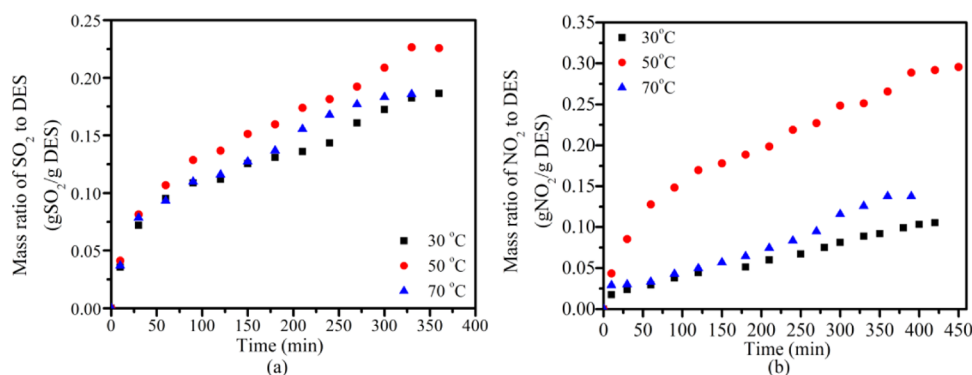 Mass ratio of SO2 to DES
(gSO2/g DES)
0.25
0.20
0.15
0.10
0.05
0.00
0 50 100 150 200 250 300 350 400
Time (min)
30 °C
50 °C
70 °C
(a)
Mass ratio of NO2 to DES
(gNO2/g DES)
0.35
0.30
0.25
0.20
0.15
0.10
0.05
0.00
30°C
50°C
70°C
0 50 100 150 200 250 300 350 400 450
Time (min)
(b)